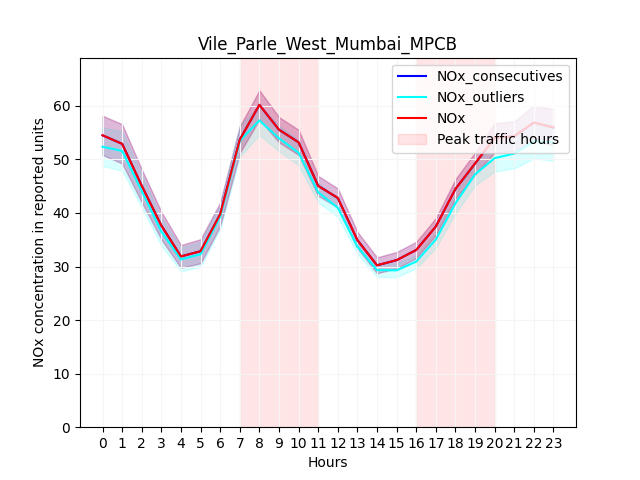 Vile_Parle_West_Mumbai_MPCB
NOx_consecutives
NOx_outliers
NOx
Peak traffic hours
NOx concentration in reported units
60
50
40
30
20
10
0
0 1 2 3 4 5 6 7 8 9 10 11 12 13 14 15 16 17 18 19 20 21 22 23
Hours